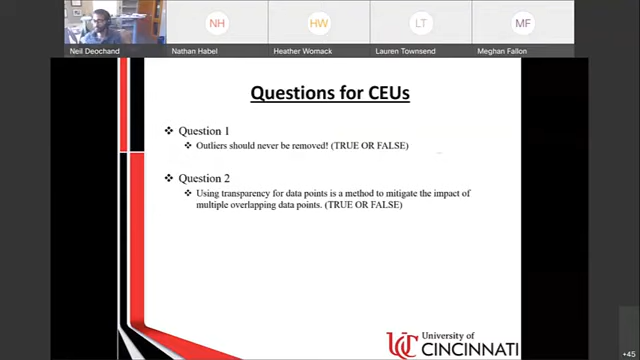 NH
HW
LT
MF
Neil Deochand
Nathan Habel
Heather Womack
Lauren Townsend
Meghan Fallon
Questions for CEUs
Question 1
Outliers should never be removed! (TRUE OR FALSE)
Question 2
Using transparency for data points is a method to mitigate the impact of
multiple overlapping data points. (TRUE OR FALSE)
UC
University of
CINCINNATI
+45